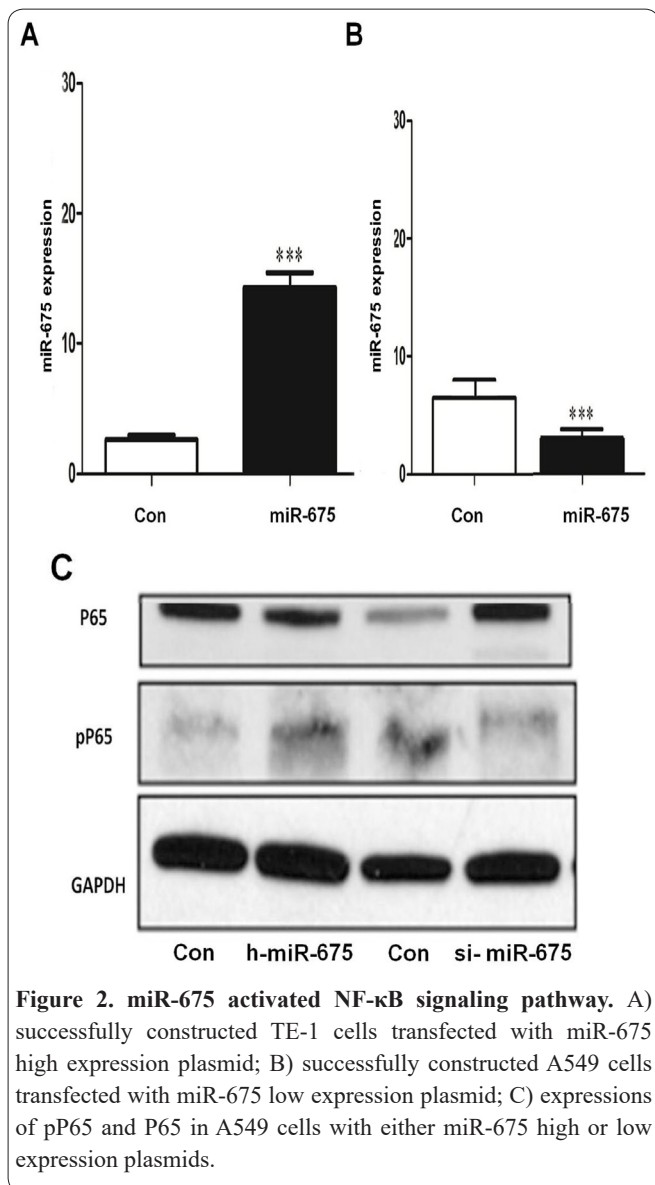 A
B
30
20
10
0
miR-675 expression
***
Con
miR-675
30
20
10
0
miR-675 expression
***
Con
miR-675
C
P65
pP65
GAPDH
Con h-miR-675 Con si- miR-675
Figure 2. miR-675 activated NF-κB signaling pathway. A)
successfully constructed TE-1 cells transfected with miR-675
high expression plasmid; B) successfully constructed A549 cells
transfected with miR-675 low expression plasmid; C) expressions
of pP65 and P65 in A549 cells with either miR-675 high or low
expression plasmids.